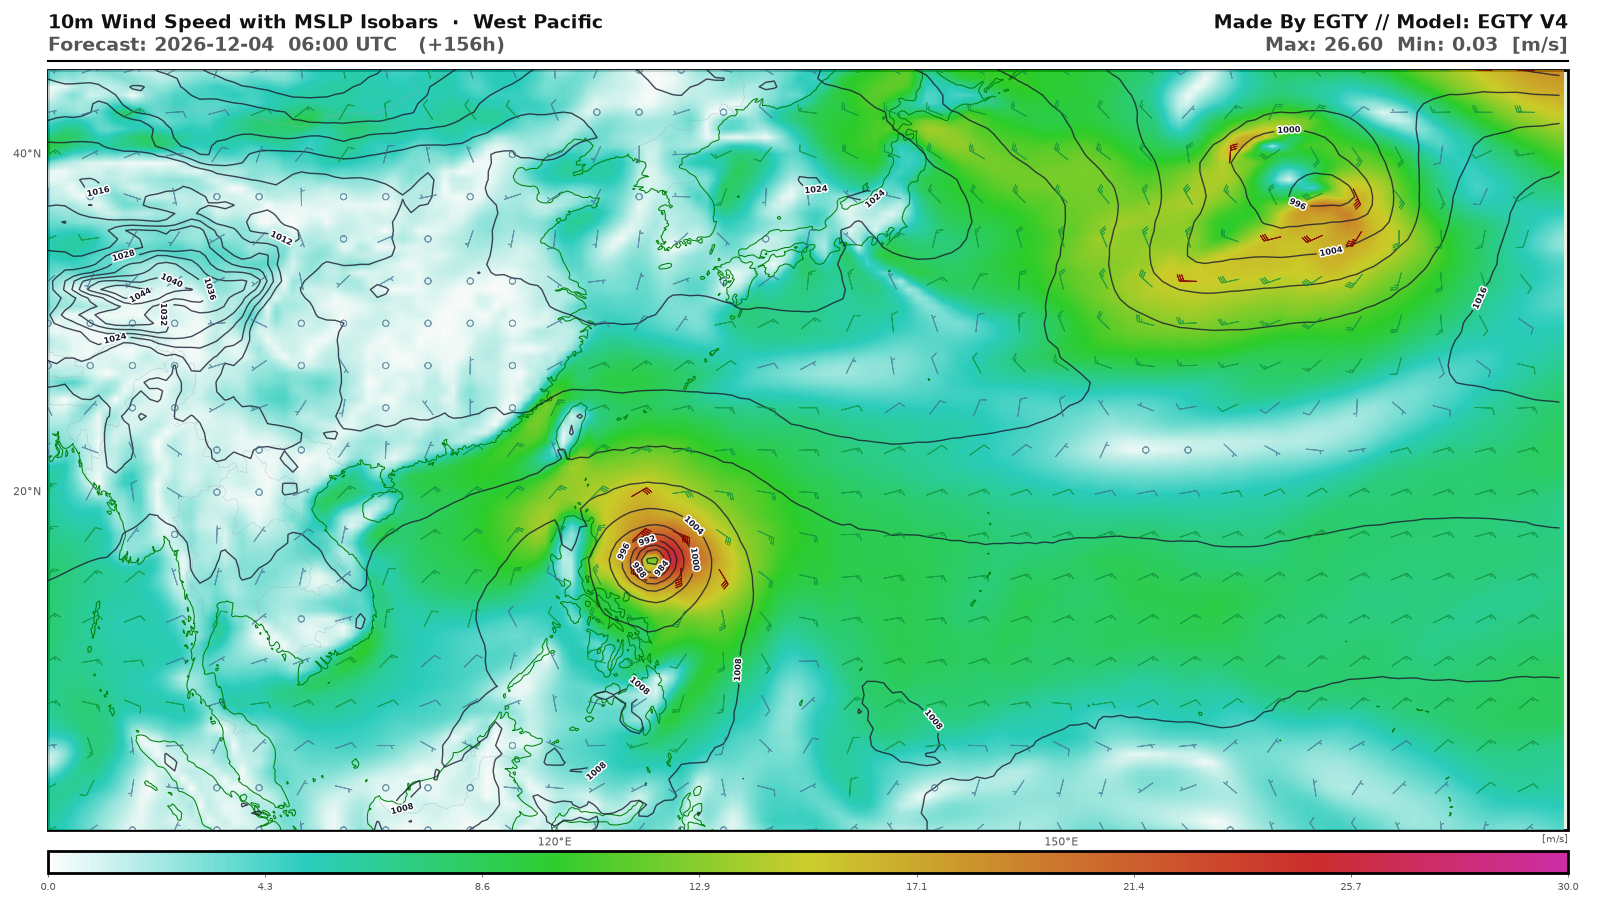 10m Wind Speed with MSLP Isobars · West Pacific
Made By EGTY // Model: EGTY V4
Forecast: 2026-12-04 06:00 UTC (+156h)
Max: 26.60 Min: 0.03 [m/s]
1000
40°N
1016
1024
1024
996
1012
1004
1028
1040
1036
1044
1016
1032
1024
20°N
1004
992
996
1000
988
984
1008
1008
1008
1008
1008
120°E
150°E
[m/s]
0.0 4.3 8.6 12.9 17.1 21.4 25.7 30.0